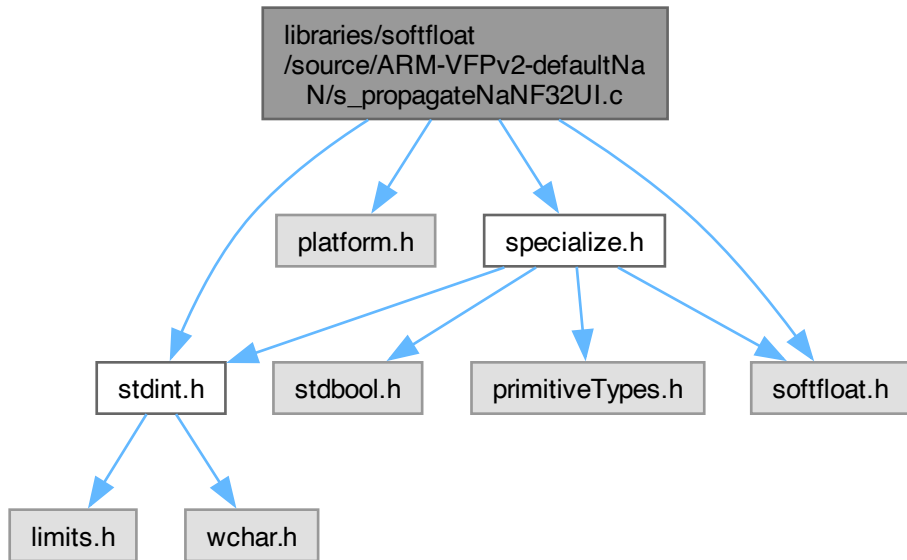 libraries/softfloat
/source/ARM-VFPv2-defaultNa
N/s_propagateNaNF32UI.c
platform.h
specialize.h
stdint.h
stdbool.h
primitiveTypes.h
softfloat.h
limits.h
wchar.h